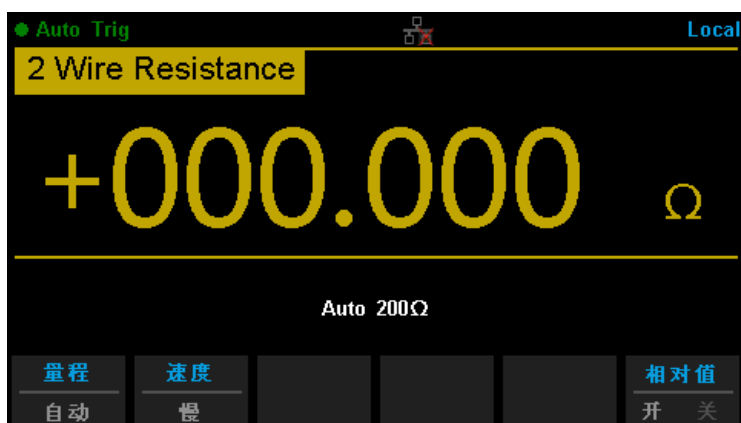 Auto Trig Local
2 Wire Resistance
+000.000 Ω
Auto 200Ω
量程 速度 相对值
自动 慢 开 关